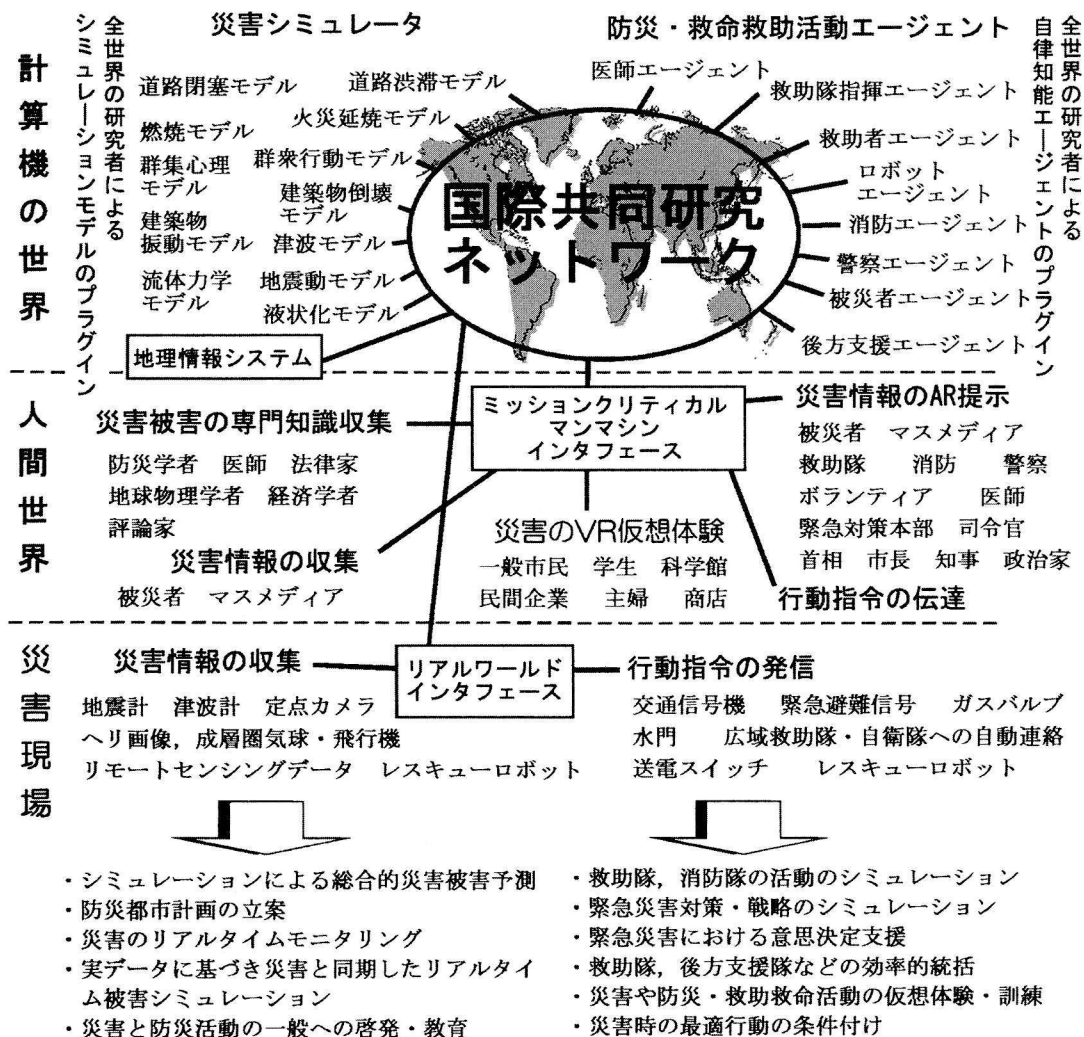 災害シミュレータ
防災・救命救助活動エージェント
計算機の世界
全世界の研究者による
シミュレーションモデルのプラグイン
道路閉塞モデル
道路渋滞モデル
燃焼モデル
火災延焼モデル
群集心理
モデル
群衆行動モデル
建築物倒壊
モデル
建築物
振動モデル
津波モデル
流体力学
モデル
地震動モデル
液状化モデル
地理情報システム
国際共同研究
ネットワーク
医師エージェント
救助隊指揮エージェント
救助者エージェント
ロボット
エージェント
消防エージェント
警察エージェント
被災者エージェント
後方支援エージェント
全世界の研究者による
自律知能エージェントのプラグイン
人間世界
災害被害の専門知識収集
防災学者 医師 法律家
地球物理学者 経済学者
評論家
災害情報の収集
被災者 マスメディア
ミッションクリティカル
マンマシン
インタフェース
災害のVR仮想体験
一般市民 学生 科学館
民間企業 主婦 商店
災害情報のAR提示
被災者 マスメディア
救助隊 消防 警察
ボランティア 医師
緊急対策本部 司令官
首相 市長 知事 政治家
行動指令の伝達
災害現場
災害情報の収集
地震計 津波計 定点カメラ
ヘリ画像，成層圏気球・飛行機
リモートセンシングデータ レスキューロボット
リアルワールド
インタフェース
行動指令の発信
交通信号機 緊急避難信号 ガスバルブ
水門 広域救助隊・自衛隊への自動連絡
送電スイッチ レスキューロボット
・シミュレーションによる総合的災害被害予測
・防災都市計画の立案
・災害のリアルタイムモニタリング
・実データに基づき災害と同期したリアルタイ
ム被害シミュレーション
・災害と防災活動の一般への啓発・教育
・救助隊，消防隊の活動のシミュレーション
・緊急災害対策・戦略のシミュレーション
・緊急災害における意思決定支援
・救助隊，後方支援隊などの効率的統括
・災害や防災・救助救命活動の仮想体験・訓練
・災害時の最適行動の条件付け